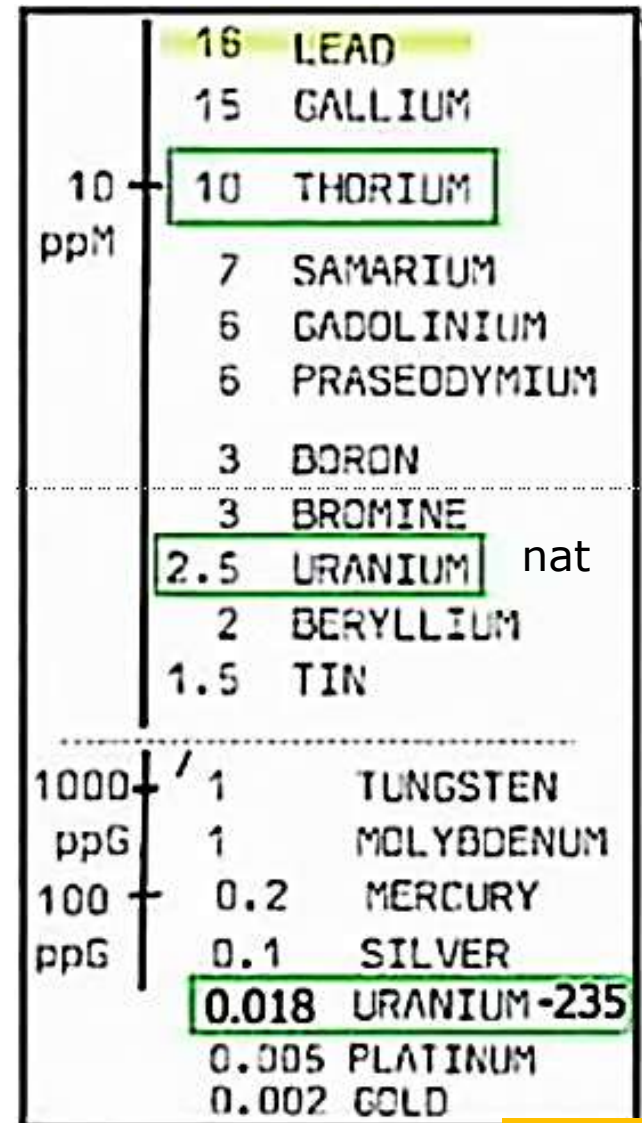 16 LEAD
15 GALLIUM
10 10 THORIUM
ppM
7 SAMARIUM
6 GADOLINIUM
6 PRASEODYMIUM
3 BORON
3 BROMINE
2.5 URANIUM nat
2 BERYLLIUM
1.5 TIN
1000 1 TUNGSTEN
ppG 1 MOLYBDENUM
100 0.2 MERCURY
ppG 0.1 SILVER
0.018 URANIUM-235
0.005 PLATINUM
0.002 GOLD